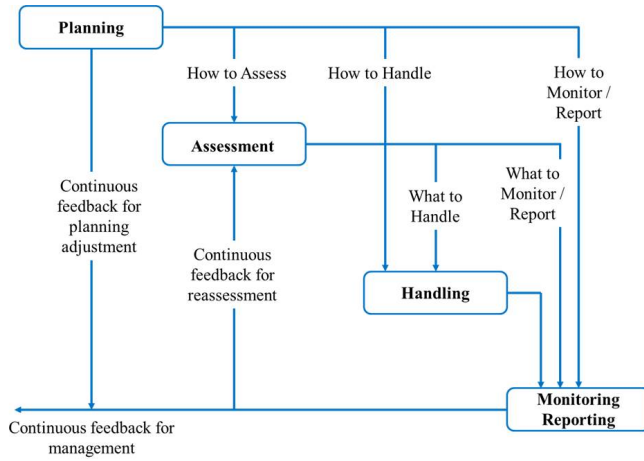 Planning
How to Assess
How to Handle
How to
Monitor /
Report
Assessment
What to
Handle
What to
Monitor /
Report
Continuous
feedback for
planning
adjustment
Continuous
feedback for
reassessment
Handling
Monitoring
Reporting
Continuous feedback for
management